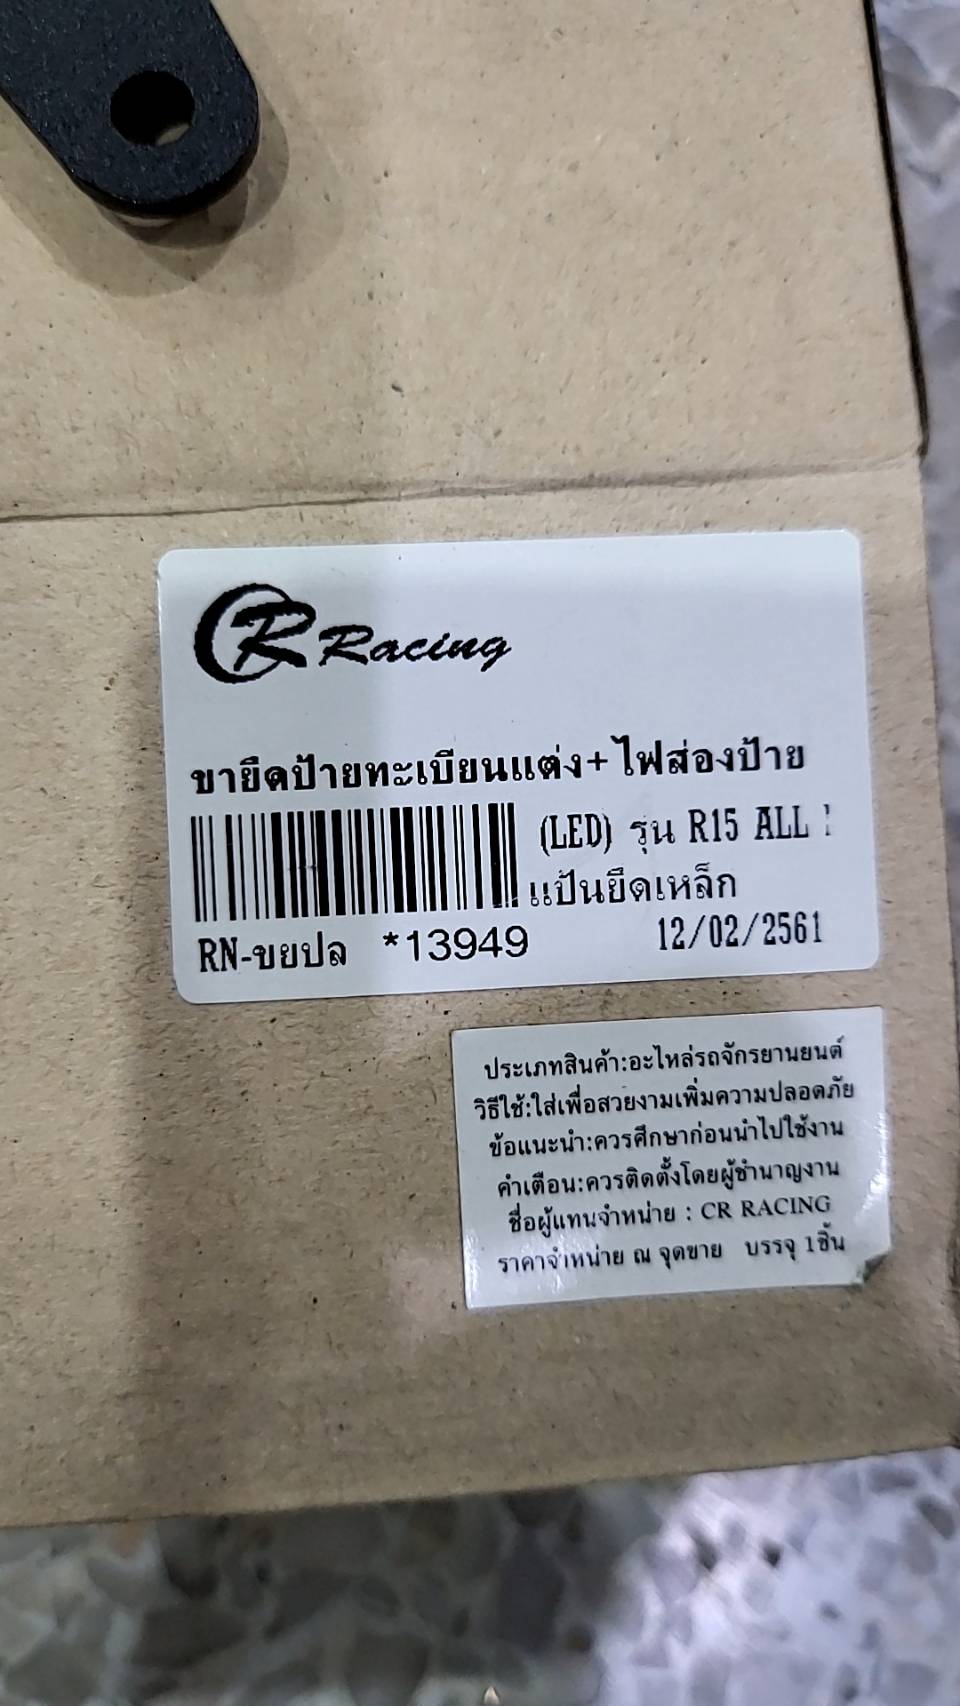 CR Racing
ขายึดป้ายทะเบียนแต่ง+ไฟส่องป้าย
(LED) รุ่น R15 ALL
แป้นยึดเหล็ก
RN-ขยปล *13949 12/02/2561
ประเภทสินค้า:อะไหล่รถจักรยานยนต์
วิธีใช้:ใส่เพื่อสวยงามเพิ่มความปลอดภัย
ข้อแนะนำ:ควรศึกษาก่อนนำไปใช้งาน
คำเตือน:ควรติดตั้งโดยผู้ชำนาญงาน
ชื่อผู้แทนจำหน่าย : CR RACING
ราคาจำหน่าย ณ จุดขาย บรรจุ 1ชิ้น